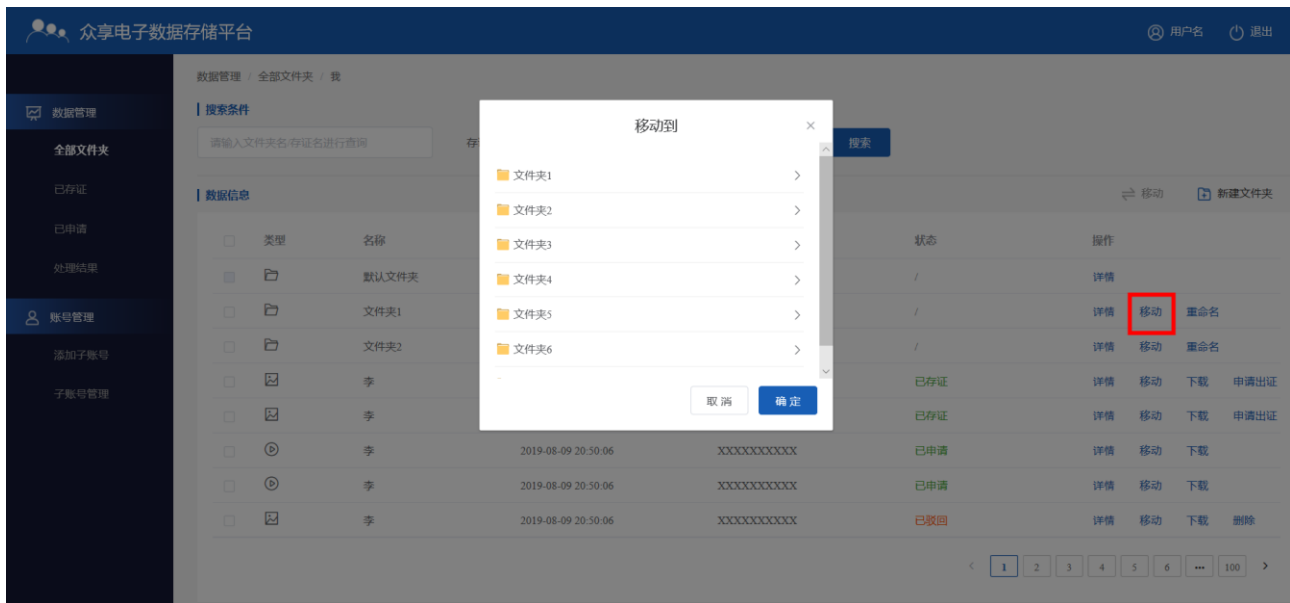 众享电子数据存储平台
用户名 退出
数据管理 / 全部文件夹 / 我
数据管理
全部文件夹
已存证
已申请
处理结果
账号管理
添加子账号
子账号管理
搜索条件
请输入文件夹名/存证名进行查询
搜索
数据信息
移动 新建文件夹
类型 名称 状态 操作
默认文件夹 / 详情
文件夹1 / 详情 移动 重命名
文件夹2 / 详情 移动 重命名
李 已存证 详情 移动 下载 申请出证
李 已存证 详情 移动 下载 申请出证
李 2019-08-09 20:50:06 XXXXXXXXXX 已申请 详情 移动 下载
李 2019-08-09 20:50:06 XXXXXXXXXX 已申请 详情 移动 下载
李 2019-08-09 20:50:06 XXXXXXXXXX 已驳回 详情 移动 下载 删除
1 2 3 4 5 6 ••• 100
移动到
文件夹1
文件夹2
文件夹3
文件夹4
文件夹5
文件夹6
取消 确定